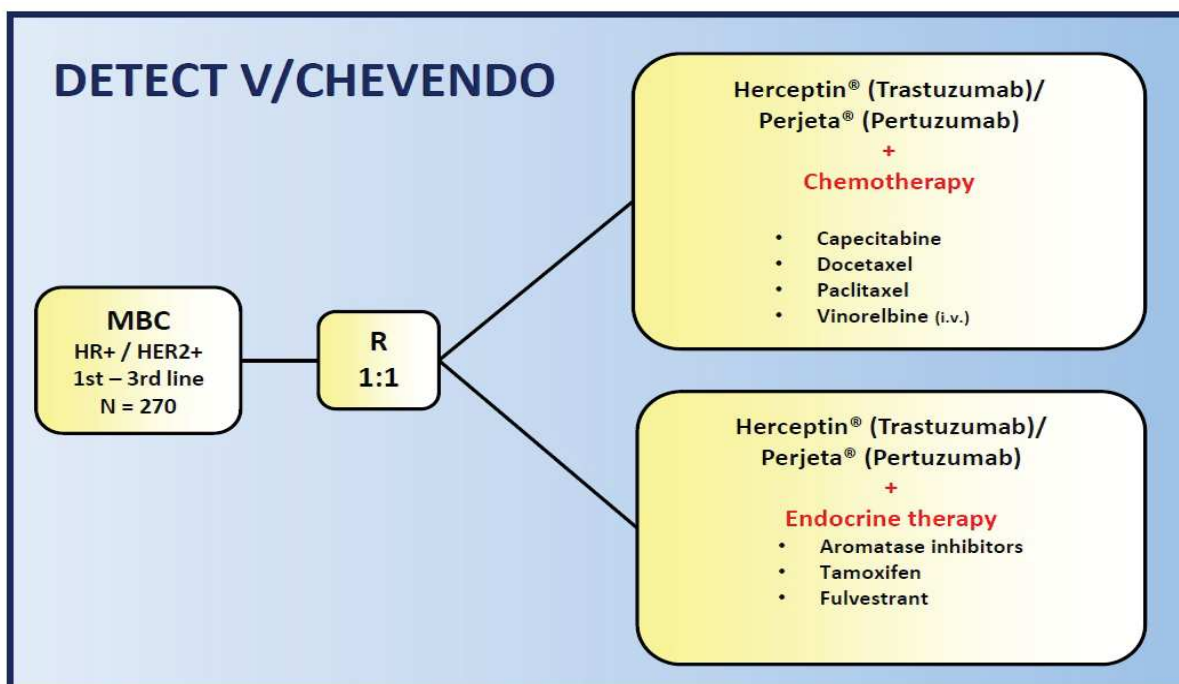 DETECT V/CHEVENDO
MBC
HR+ / HER2+
1st – 3rd line
N = 270
R
1:1
Herceptin® (Trastuzumab)/
Perjeta® (Pertuzumab)
+
Chemotherapy
• Capecitabine
• Docetaxel
• Paclitaxel
• Vinorelbine (i.v.)
Herceptin® (Trastuzumab)/
Perjeta® (Pertuzumab)
+
Endocrine therapy
• Aromatase inhibitors
• Tamoxifen
• Fulvestrant